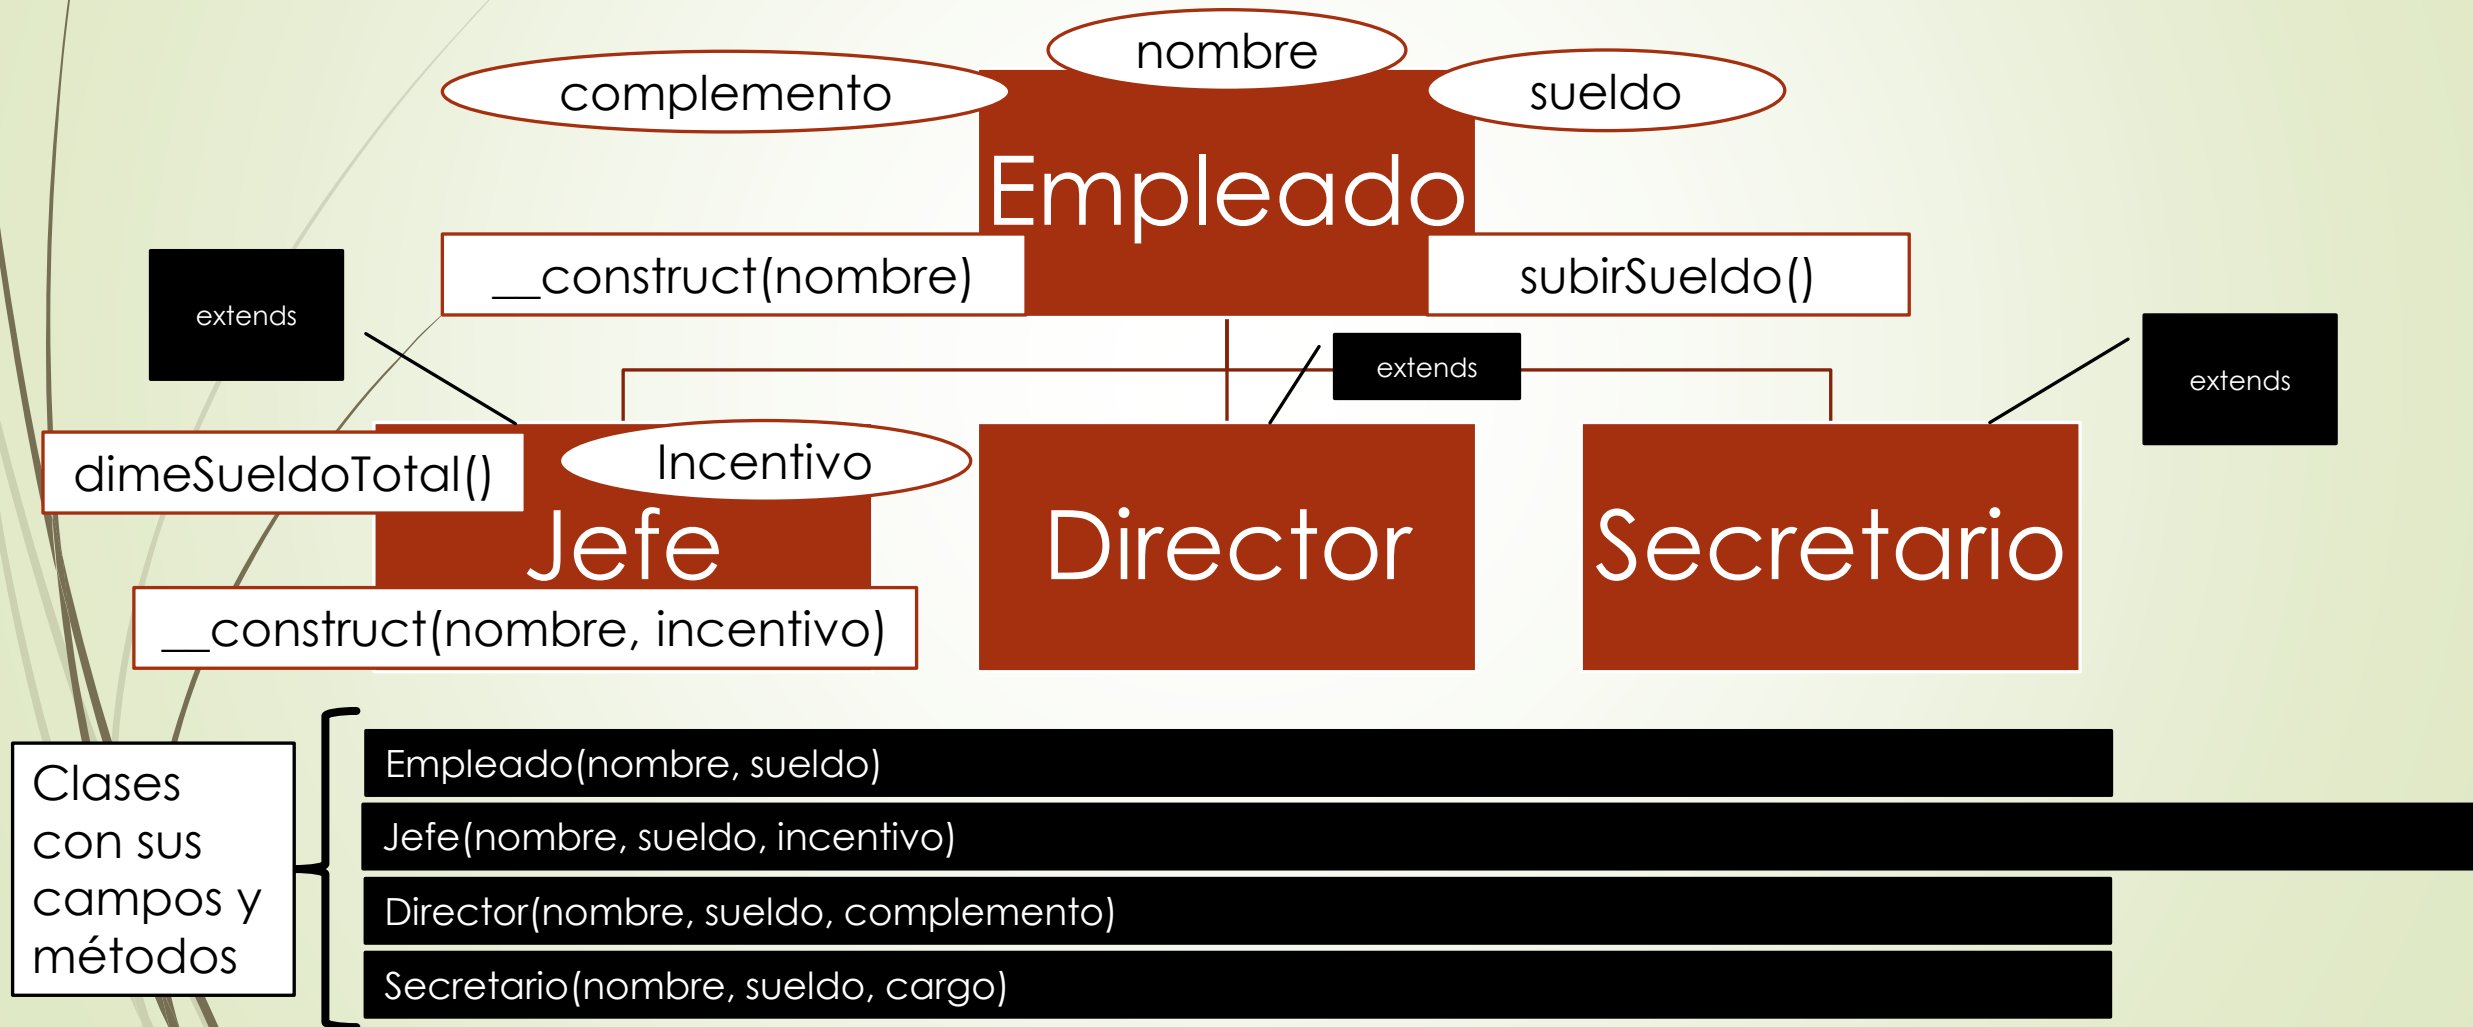 nombre
complemento
sueldo
Empleado
__construct(nombre)
subirSueldo()
extends
extends
extends
dimeSueldoTotal()
Incentivo
Jefe
Director
Secretario
__construct(nombre, incentivo)
Clases
con sus
campos y
métodos
Empleado(nombre, sueldo)
Jefe(nombre, sueldo, incentivo)
Director(nombre, sueldo, complemento)
Secretario(nombre, sueldo, cargo)